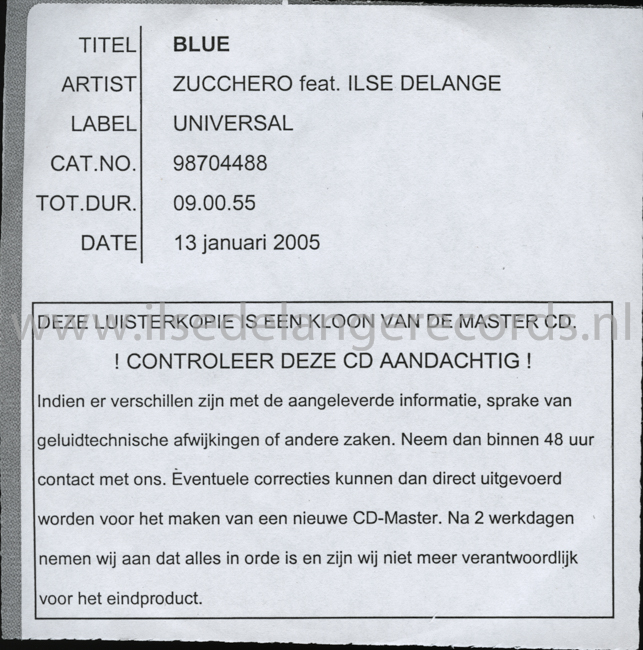 TITEL BLUE
ARTIST ZUCCHERO feat. ILSE DELANGE
LABEL UNIVERSAL
CAT.NO. 98704488
TOT.DUR. 09.00.55
DATE 13 januari 2005
www.ilsedelangerecords.nl
DEZE LUISTERKOPIE IS EEN KLOON VAN DE MASTER CD.
! CONTROLEER DEZE CD AANDACHTIG !
Indien er verschillen zijn met de aangeleverde informatie, sprake van
geluidtechnische afwijkingen of andere zaken. Neem dan binnen 48 uur
contact met ons. Èventuele correcties kunnen dan direct uitgevoerd
worden voor het maken van een nieuwe CD-Master. Na 2 werkdagen
nemen wij aan dat alles in orde is en zijn wij niet meer verantwoordlijk
voor het eindproduct.